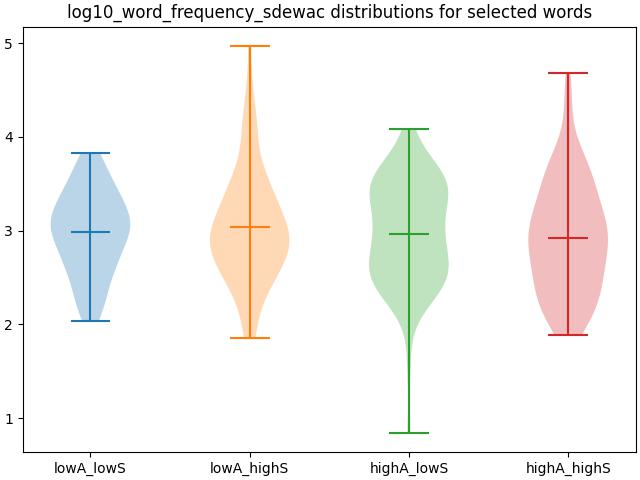 log10_word_frequency_sdewac distributions for selected words
5
4
3
2
1
lowA_lowS lowA_highS highA_lowS highA_highS